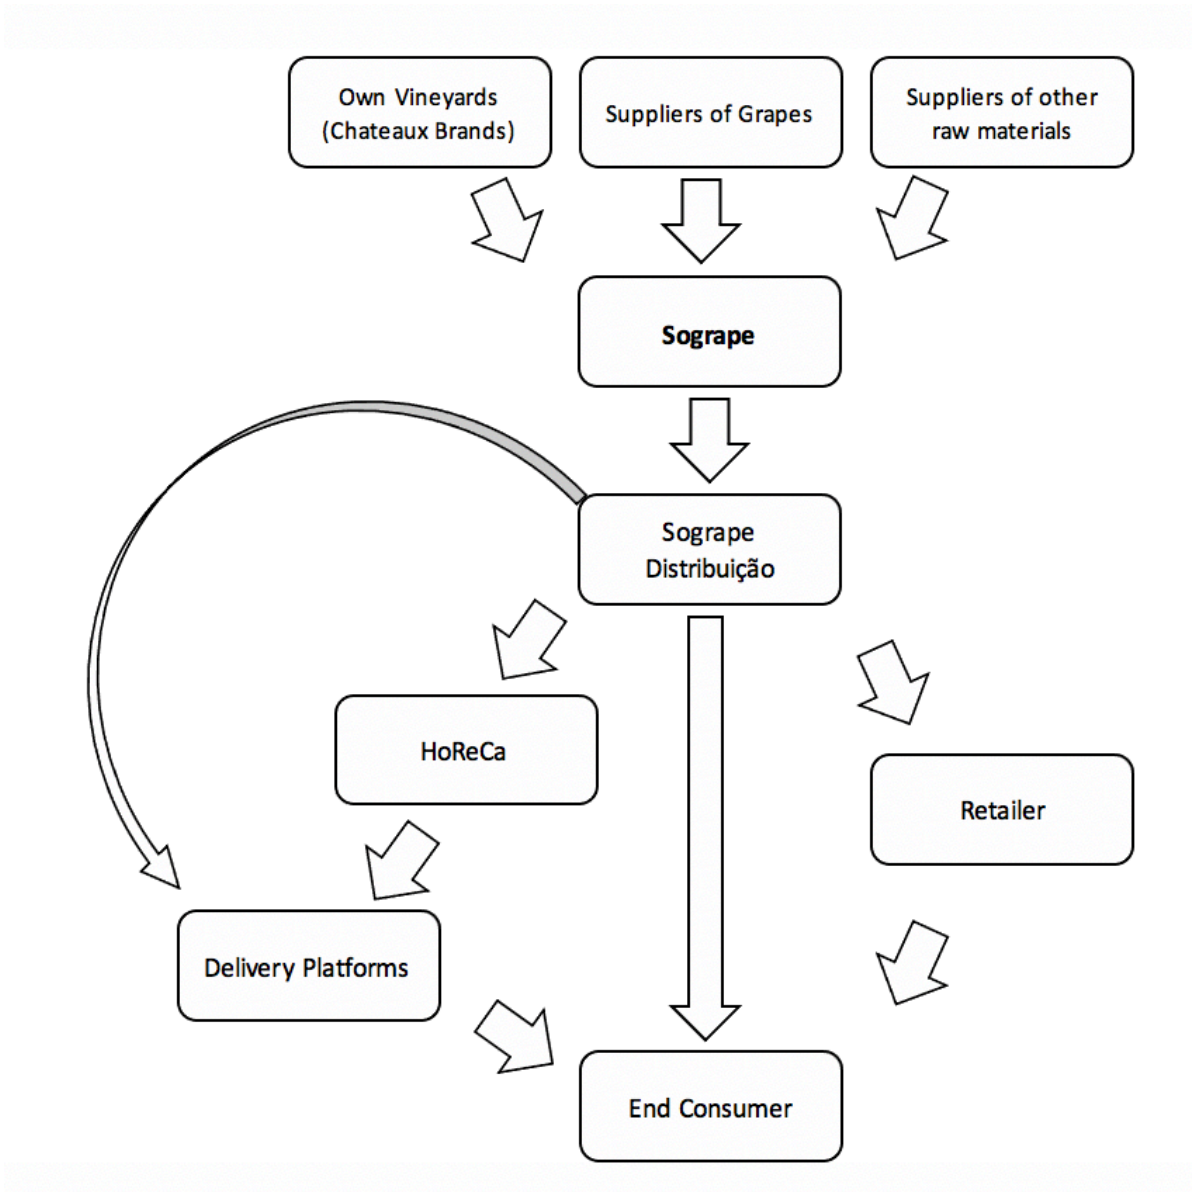 Own Vineyards
(Chateaux Brands)
Suppliers of Grapes
Suppliers of other
raw materials
Sogrape
Sogrape
Distribuição
HoReCa
Retailer
Delivery Platforms
End Consumer